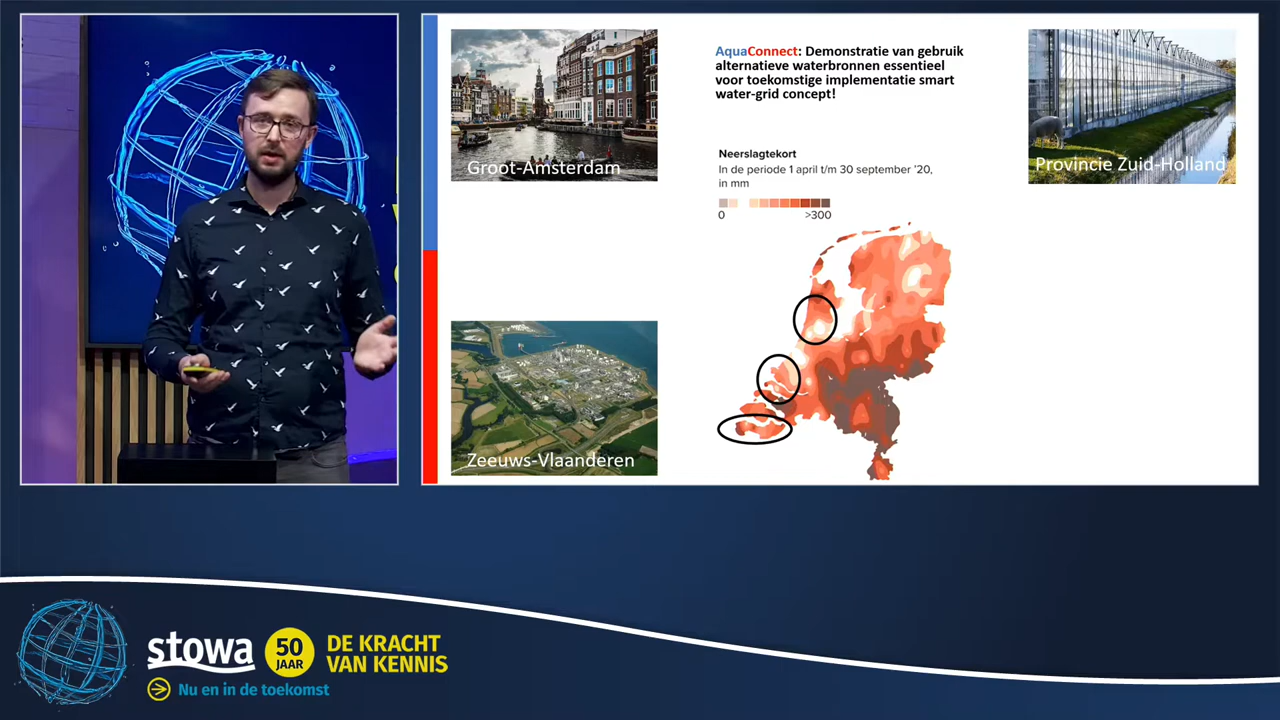 AquaConnect: Demonstratie van gebruik
alternatieve waterbronnen essentieel
voor toekomstige implementatie smart
water-grid concept!
Groot-Amsterdam
Provincie Zuid-Holland
Neerslagtekort
In de periode 1 april t/m 30 september '20,
in mm
0 >300
Zeeuws-Vlaanderen
stowa
50
JAAR
DE KRACHT
VAN KENNIS
Nu en in de toekomst